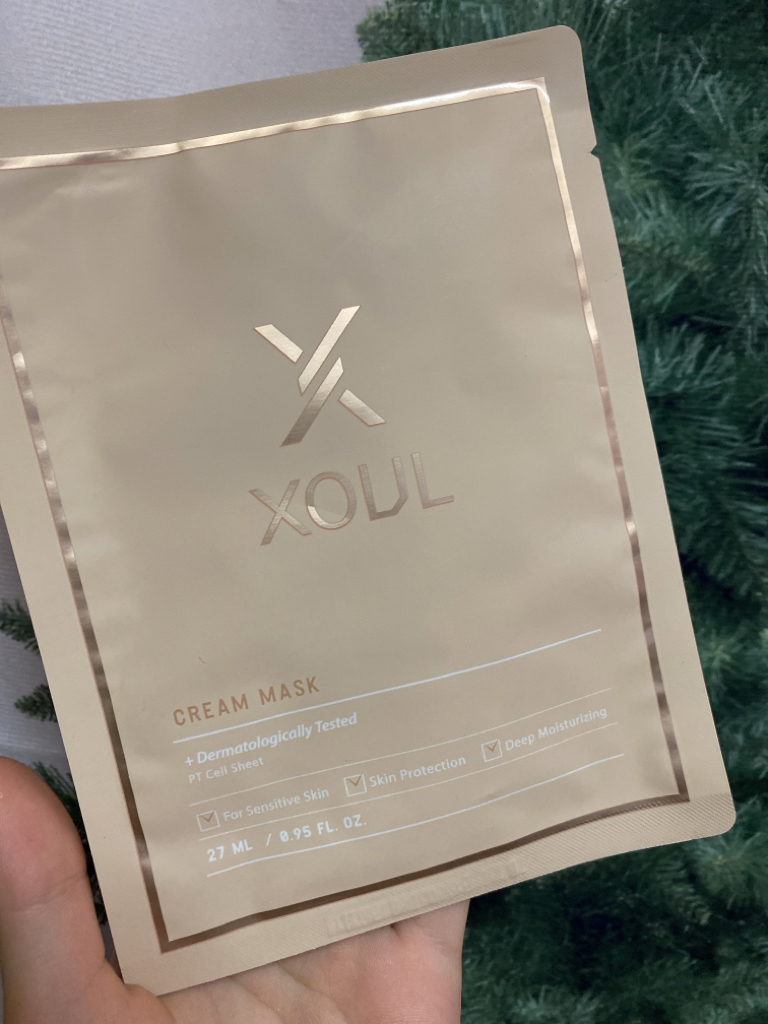 XOUL
CREAM MASK
+ Dermatologically Tested
PT Cell Sheet
For Sensitive Skin Skin Protection Deep Moisturizing
27 ML / 0.95 FL. OZ.